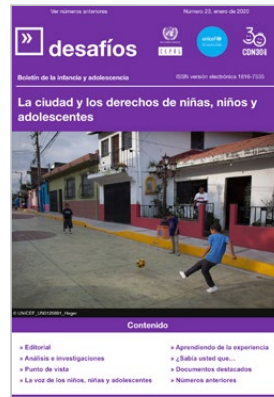 Ver números anteriores
Número 23, enero de 2020
desafíos
CEPAL
unicef
30
CDN30
Boletín de la infancia y adolescencia
ISSN versión electrónica 1816-7535
La ciudad y los derechos de niñas, niños y
adolescentes
Contenido
» Editorial
» Análisis e investigaciones
» Punto de vista
» La voz de los niños, niñas y adolescentes
» Aprendiendo de la experiencia
» ¿Sabía usted que...
» Documentos destacados
» Números anteriores